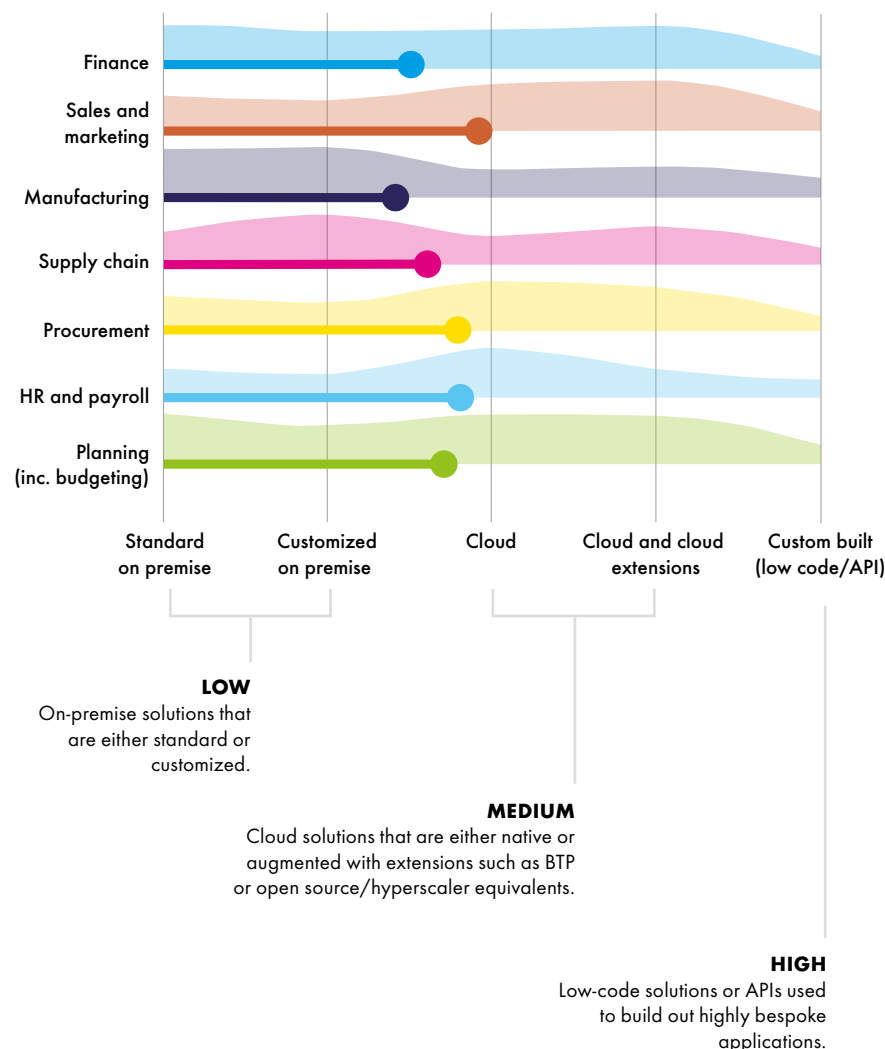 Finance
Sales and
marketing
Manufacturing
Supply chain
Procurement
HR and payroll
Planning
(inc. budgeting)
Standard
on premise
Customized
on premise
Cloud
Cloud and cloud
extensions
Custom built
(low code/API)
LOW
On-premise solutions that
are either standard or
customized.
MEDIUM
Cloud solutions that are either native or
augmented with extensions such as BTP
or open source/hyperscaler equivalents.
HIGH
Low-code solutions or APIs used
to build out highly bespoke
applications.